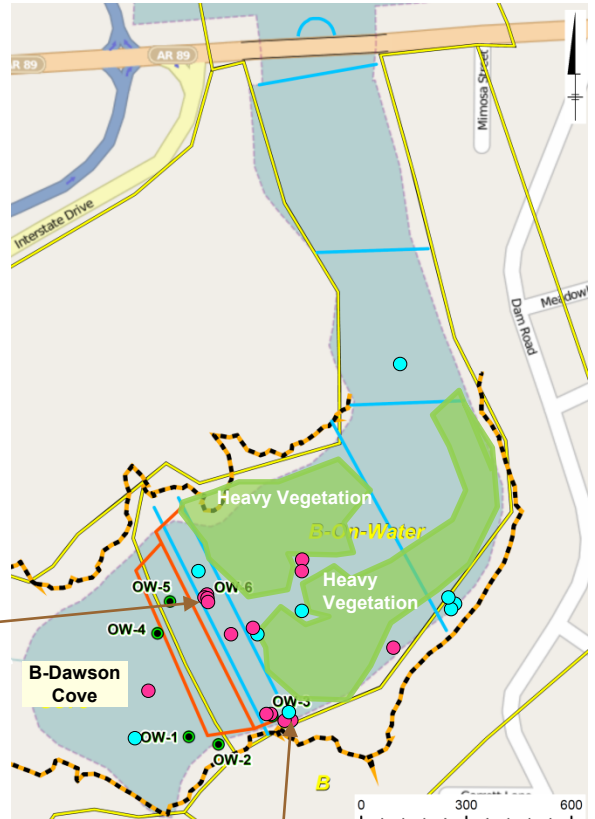 AR 89
AR 89
Mimosa Street
Interstate Drive
Dam Road
Heavy Vegetation
B-On-Water
Heavy
Vegetation
OW-5
OW-6
OW-4
B-Dawson
Cove
OW-3
OW-1
OW-2
B
0 300 600